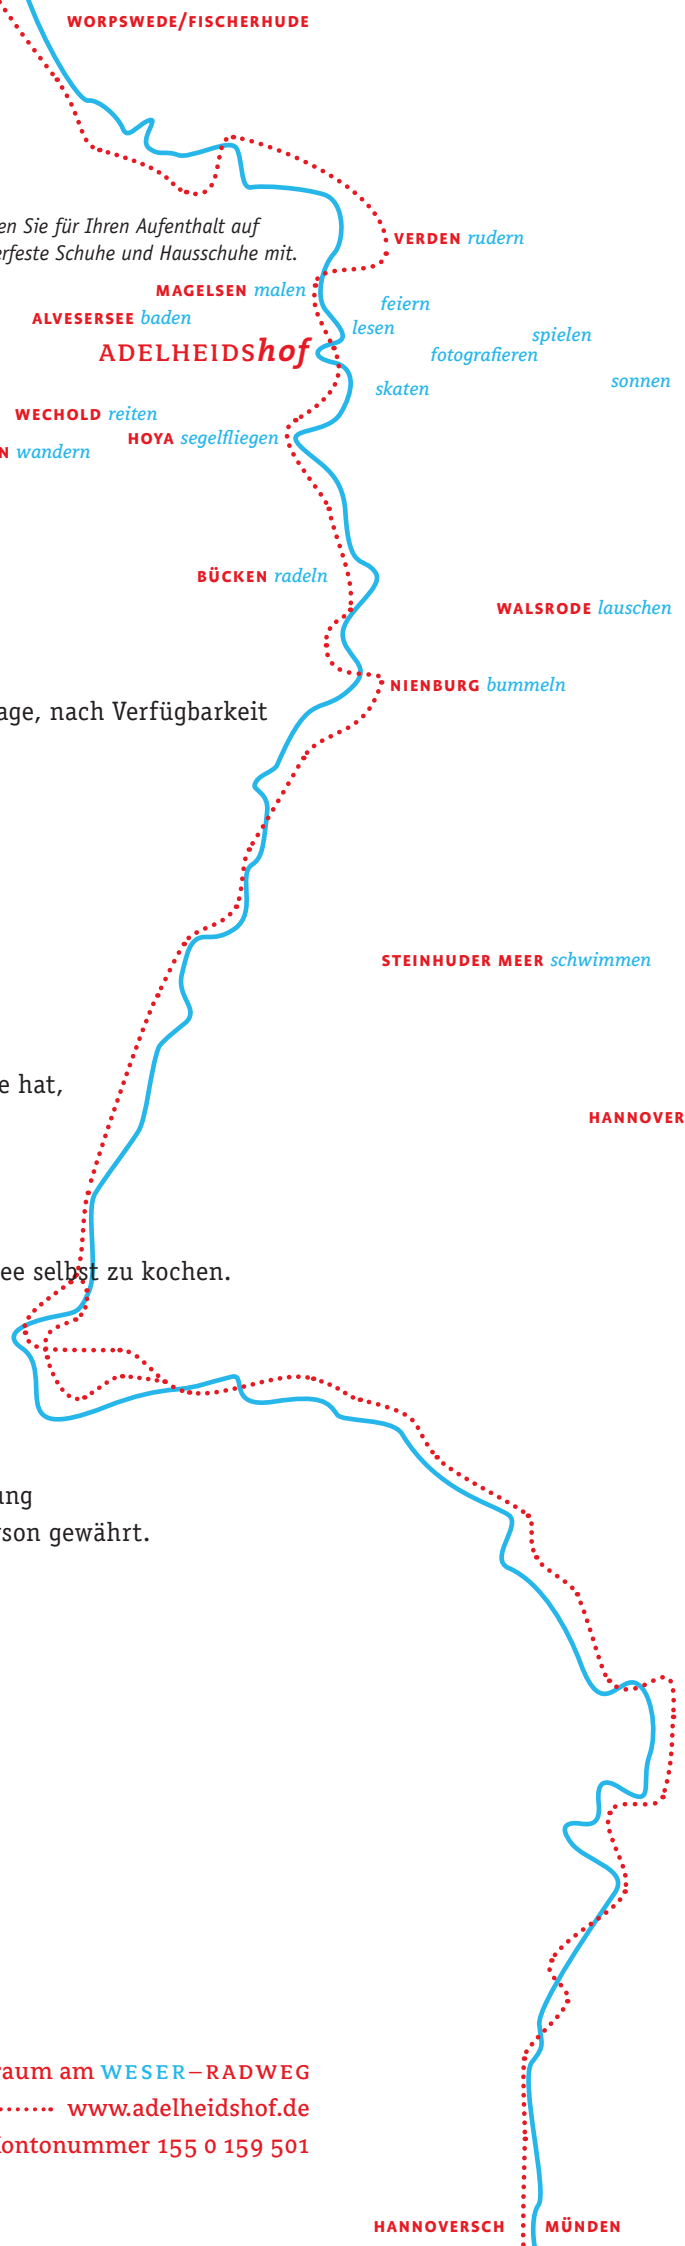 WORPSWEDE/FISCHERHUDE
en Sie für Ihren Aufenthalt auf
erfeste Schuhe und Hausschuhe mit.
VERDEN rudern
MAGELSEN malen
feiern
ALVESERSEE baden
lesen
spielen
ADELHEIDShof
fotografieren
sonnen
skaten
WECHOLD reiten
HOYA segelfliegen
N wandern
BÜCKEN radeln
WALSRODE lauschen
NIENBURG bummeln
age, nach Verfügbarkeit
STEINHUDER MEER schwimmen
e hat,
HANNOVER
ee selbst zu kochen.
ung
rson gewährt.
raum am WESER–RADWEG
www.adelheidshof.de
Kontonummer 155 0 159 501
HANNOVERSCH MÜNDEN